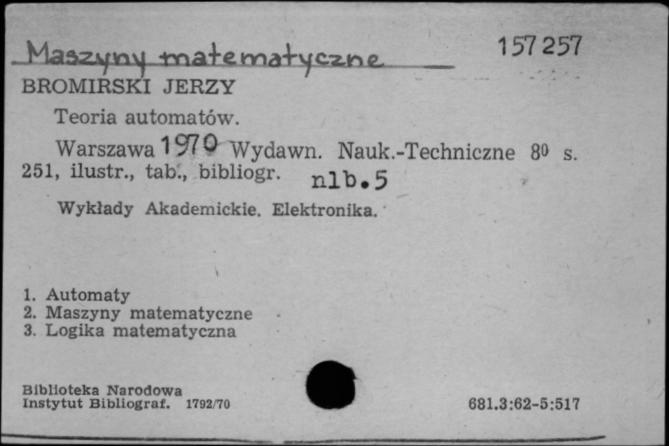 Maszyny matematyczne 157257
BROMIRSKI JERZY
Teoria automatów.
Warszawa 1970 Wydawn. Nauk.-Techniczne 8⁰ s.
251, ilustr., tab., bibliogr. nlb. 5
Wykłady Akademickie. Elektronika.
1. Automaty
2. Maszyny matematyczne
3. Logika matematyczna
Biblioteka Narodowa
Instytut Bibliograf. 1792/70 681.3:62-5:517